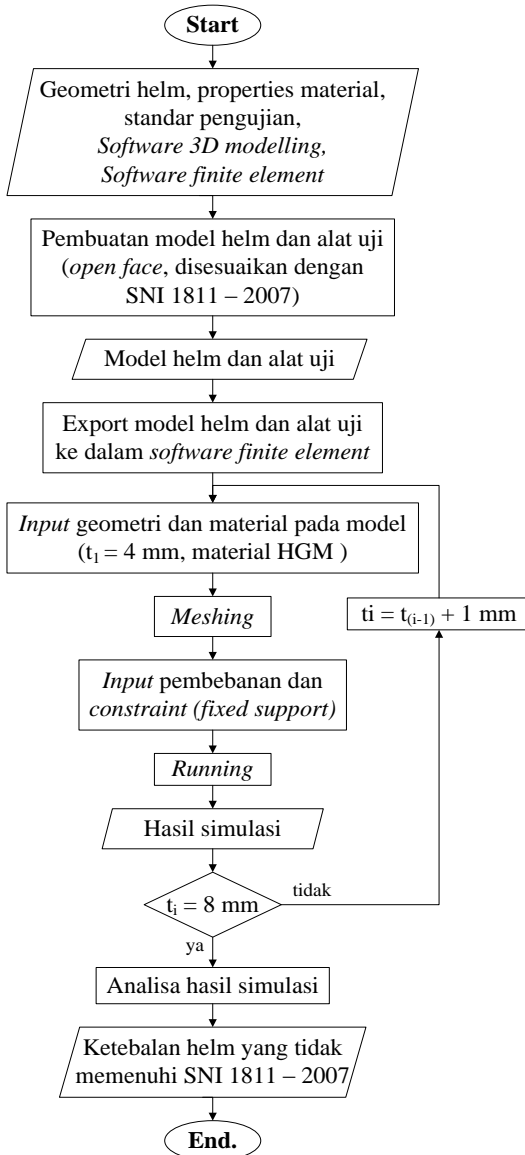 Start
Geometri helm, properties material,
standar pengujian,
Software 3D modelling,
Software finite element
Pembuatan model helm dan alat uji
(open face, disesuaikan dengan
SNI 1811 – 2007)
Model helm dan alat uji
Export model helm dan alat uji
ke dalam software finite element
Input geometri dan material pada model
(t1 = 4 mm, material HGM )
Meshing
ti = t(i-1) + 1 mm
Input pembebanan dan
constraint (fixed support)
Running
Hasil simulasi
ti = 8 mm
tidak
ya
Analisa hasil simulasi
Ketebalan helm yang tidak
memenuhi SNI 1811 – 2007
End.